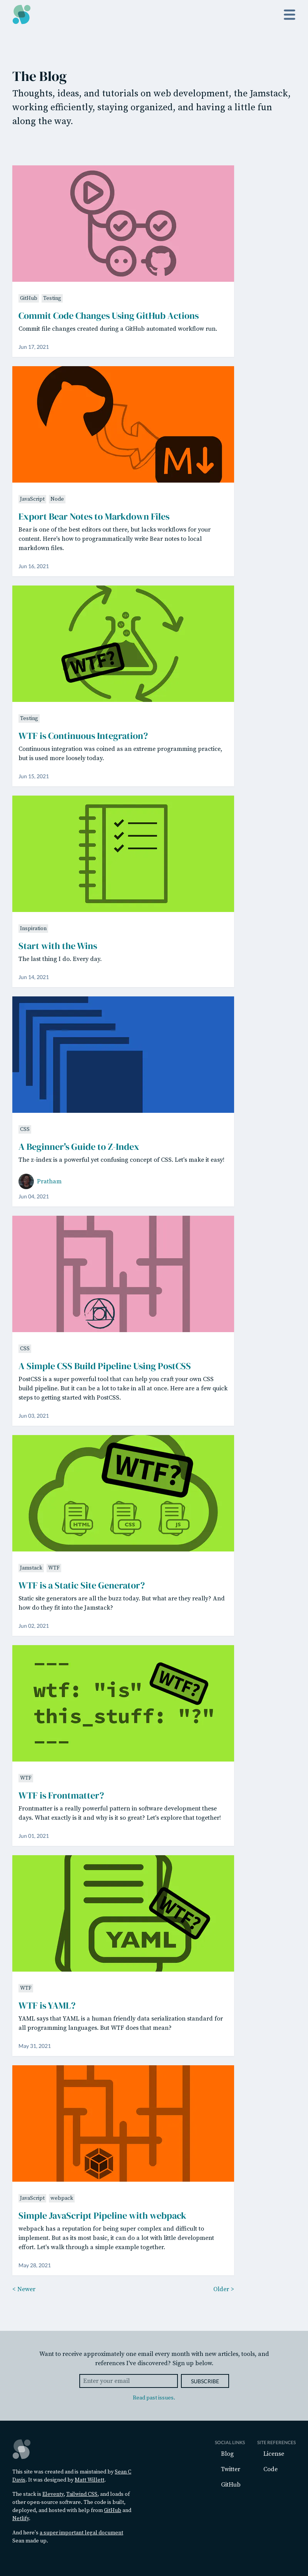 The Blog
Thoughts, ideas, and tutorials on web development, the Jamstack,
working efficiently, staying organized, and having a little fun
along the way.
GitHub Testing
Commit Code Changes Using GitHub Actions
Commit file changes created during a GitHub automated workflow run.
Jun 17, 2021
M
JavaScript Node
Export Bear Notes to Markdown Files
Bear is one of the best editors out there, but lacks workflows for your
content. Here's how to programmatically write Bear notes to local
markdown files.
Jun 16, 2021
WTF?
Testing
WTF is Continuous Integration?
Continuous integration was coined as an extreme programming practice,
but is used more loosely today.
Jun 15, 2021
Inspiration
Start with the Wins
The last thing I do. Every day.
Jun 14, 2021
CSS
A Beginner's Guide to Z-Index
The z-index is a powerful yet confusing concept of CSS. Let's make it easy!
Pratham
Jun 04, 2021
CSS
A Simple CSS Build Pipeline Using PostCSS
PostCSS is a super powerful tool that can help you craft your own CSS
build pipeline. But it can be a lot to take in all at once. Here are a few quick
steps to getting started with PostCSS.
Jun 03, 2021
WTF?
HTML CSS JS
Jamstack WTF
WTF is a Static Site Generator?
Static site generators are all the buzz today. But what are they really? And
how do they fit into the Jamstack?
Jun 02, 2021
---
WTF?
wtf: "is"
this_stuff: "?"
---
WTF
WTF is Frontmatter?
Frontmatter is a really powerful pattern in software development these
days. What exactly is it and why is it so great? Let's explore that together!
Jun 01, 2021
WTF?
YAML
WTF
WTF is YAML?
YAML says that YAML is a human friendly data serialization standard for
all programming languages. But WTF does that mean?
May 31, 2021
JavaScript webpack
Simple JavaScript Pipeline with webpack
webpack has a reputation for being super complex and difficult to
implement. But as its most basic, it can do a lot with little development
effort. Let's walk through a simple example together.
May 28, 2021
< Newer Older >
Want to receive approximately one email every month with new articles, tools, and
references I've discovered? Sign up below.
Enter your email SUBSCRIBE
Read past issues.
SOCIAL LINKS SITE REFERENCES
Blog License
Twitter Code
GitHub
This site was created and is maintained by Sean C
Davis. It was designed by Matt Willett.
The stack is Eleventy, Tailwind CSS, and loads of
other open-source software. The code is built,
deployed, and hosted with help from GitHub and
Netlify.
And here's a super important legal document
Sean made up.